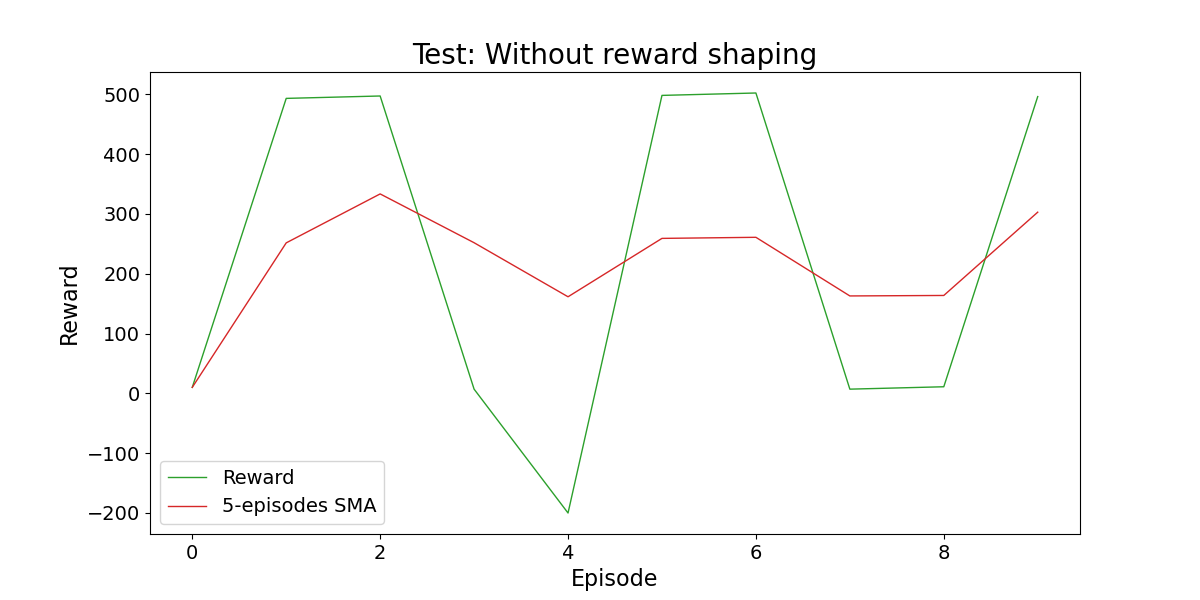 Test: Without reward shaping
500
400
300
200
100
0
−100
−200
Reward
Reward
5-episodes SMA
0 2 4 6 8
Episode